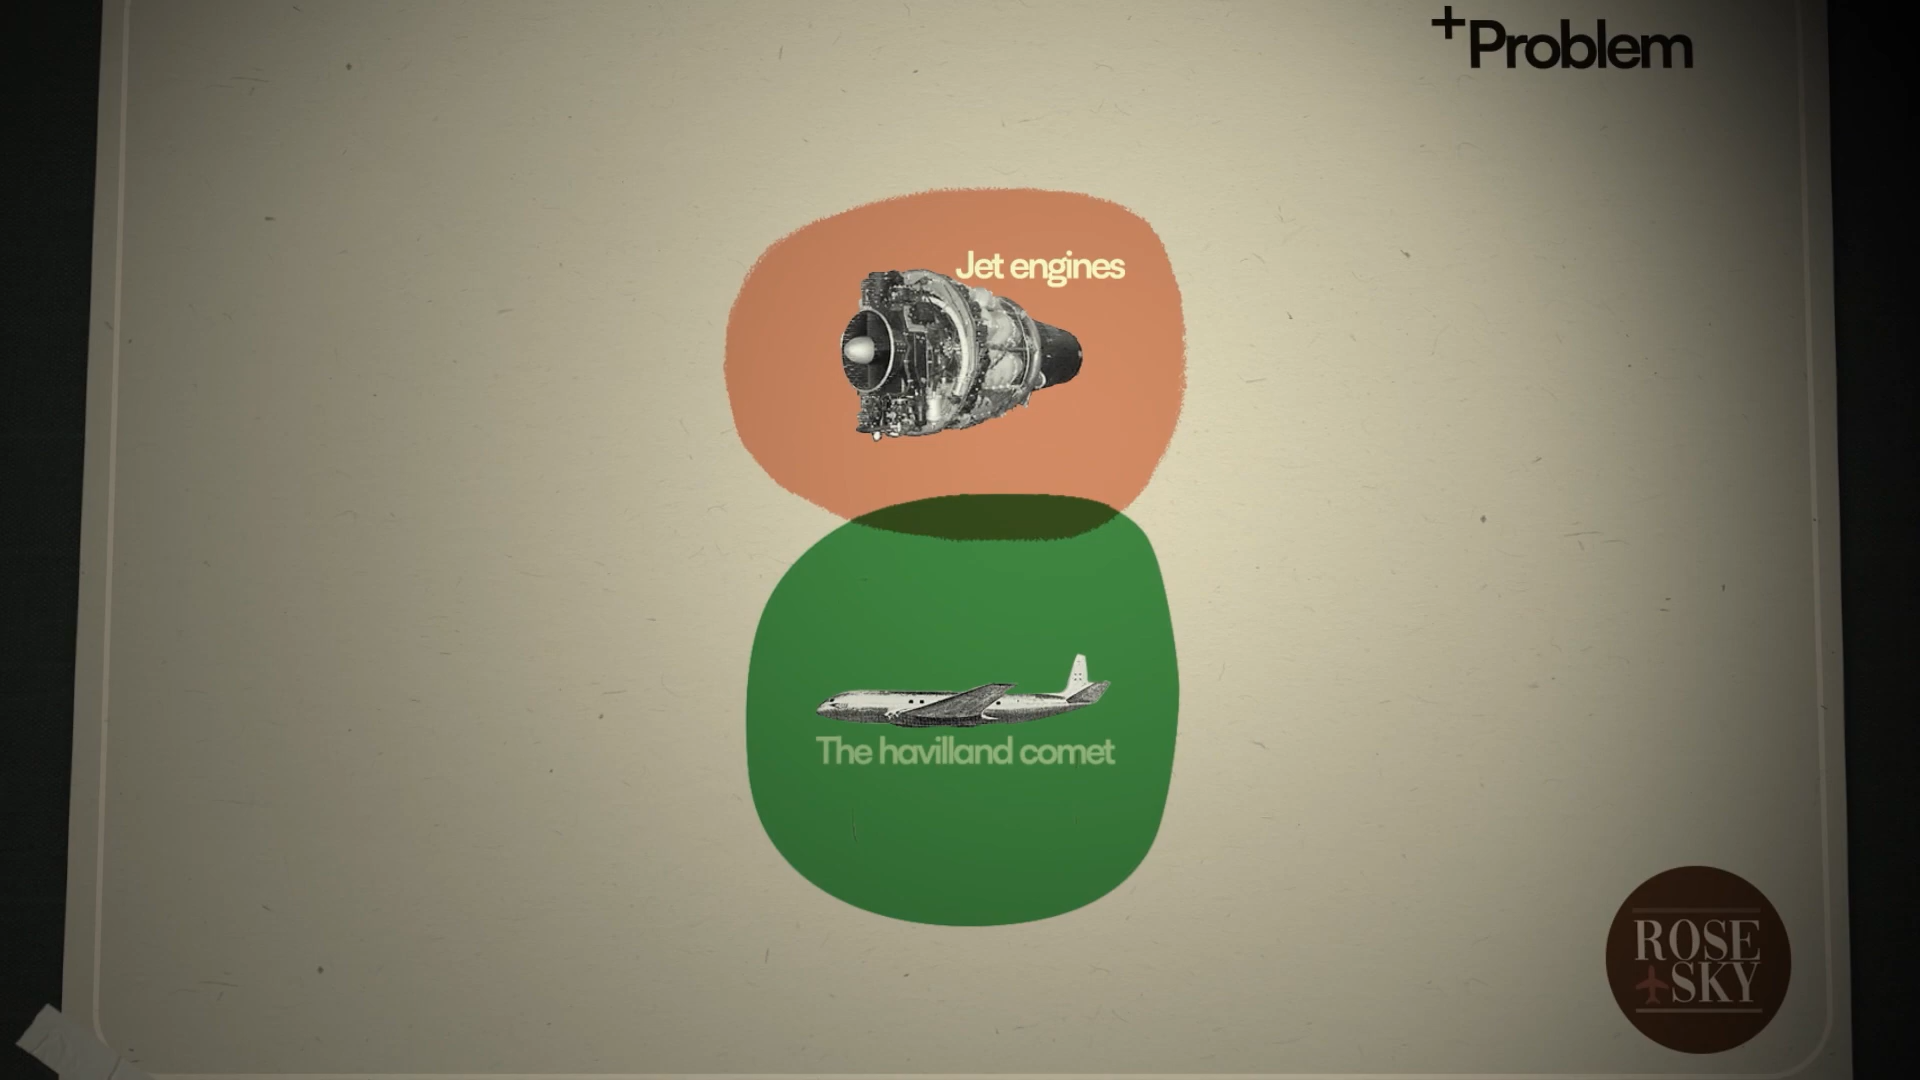 +Problem
Jet engines
The havilland comet
ROSE
SKY